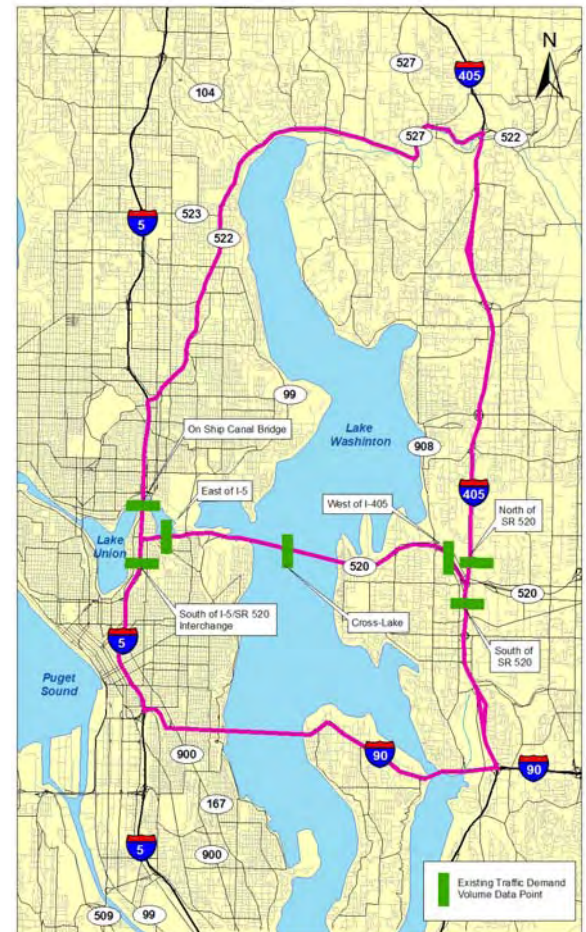 N
527
405
104
527
522
523
5
522
99
Lake
Washinton
908
On Ship Canal Bridge
East of I-5
West of I-405
405
North of
SR 520
Lake
Union
520
520
South of I-5/SR 520
Interchange
Cross-Lake
South of
SR 520
5
Puget
Sound
900
90
90
167
5
900
509
99
Existing Traffic Demand
Volume Data Point